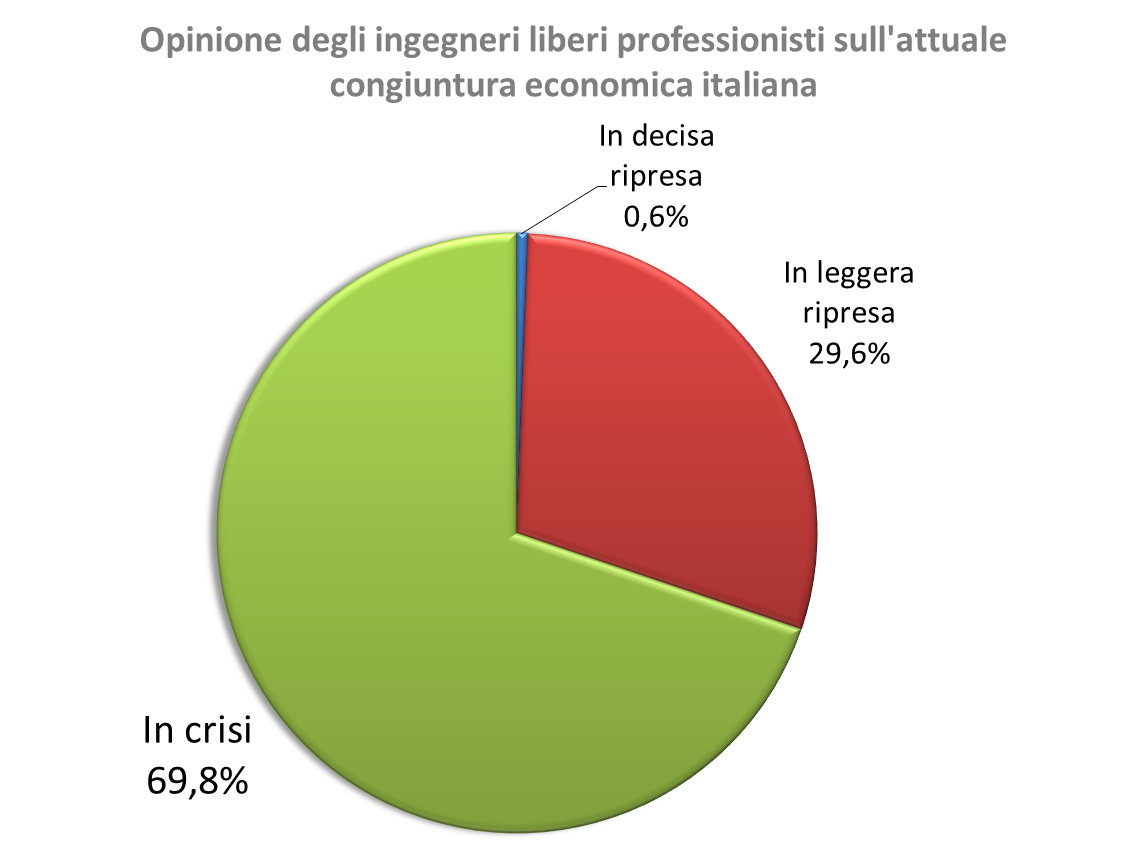 Opinione degli ingegneri liberi professionisti sull'attuale
congiuntura economica italiana
In decisa
ripresa
0,6%
In leggera
ripresa
29,6%
In crisi
69,8%